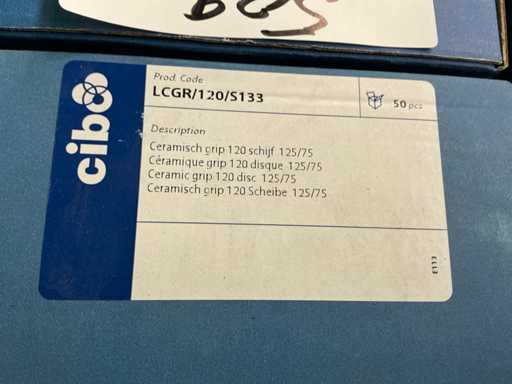 BOS
cibo
Prod. Code
LCGR/120/S133
50 pcs
Description
Ceramisch grip 120 schijf 125/75
Céramique grip 120 disque 125/75
Ceramic grip 120 disc 125/75
Ceramisch grip 120 Scheibe 125/75
E113